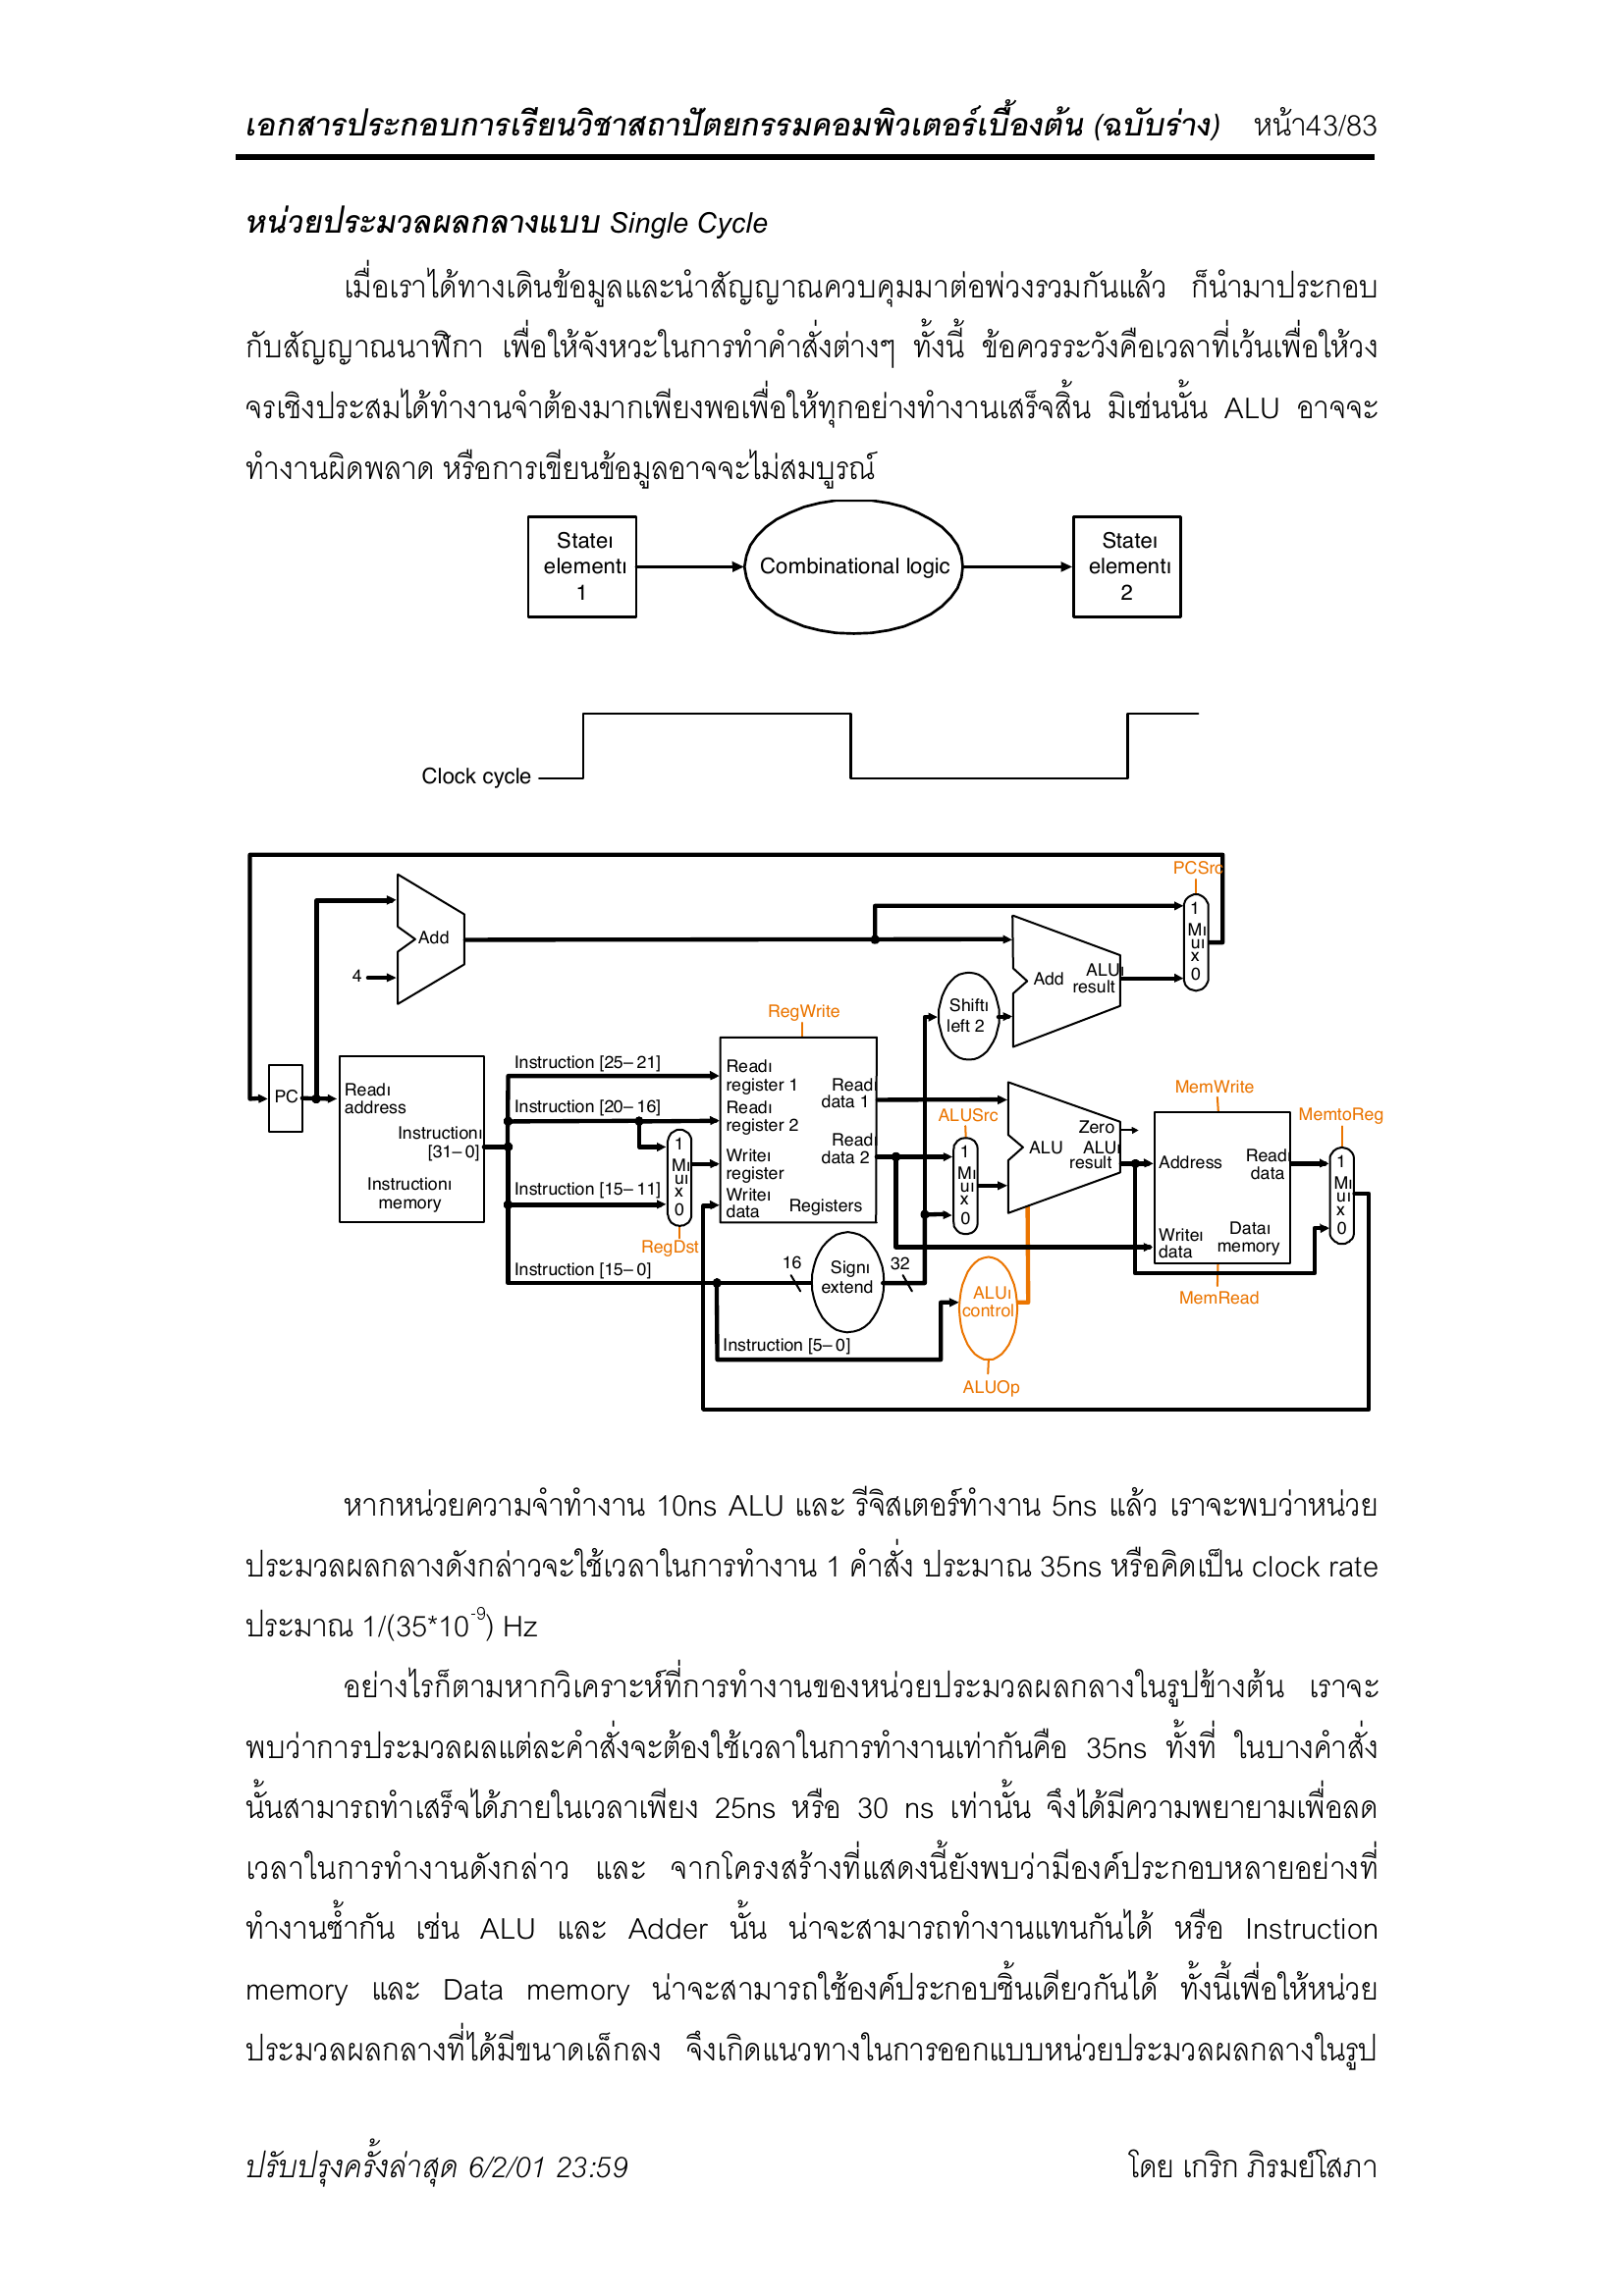 เอกสารประกอบการเรียนวิชาสถาปัตยกรรมคอมพิวเตอร์เบื้องต้น (ฉบับร่าง) หน้า43/83
หน่วยประมวลผลกลางแบบ Single Cycle
เมื่อเราได้ทางเดินข้อมูลและนำสัญญาณควบคุมมาต่อพ่วงรวมกันแล้ว ก็นำมาประกอบ
กับสัญญาณนาฬิกา เพื่อให้จังหวะในการทำคำสั่งต่างๆ ทั้งนี้ ข้อควรระวังคือเวลาที่เว้นเพื่อให้วง
จรเชิงประสมได้ทำงานจำต้องมากเพียงพอเพื่อให้ทุกอย่างทำงานเสร็จสิ้น มิเช่นนั้น ALU อาจจะ
ทำงานผิดพลาด หรือการเขียนข้อมูลอาจจะไม่สมบูรณ์
Stateı
elementı
1
Combinational logic
Stateı
elementı
2
Clock cycle
PCSrc
1
Mı
uı
x
0
Add
4
Add
ALUı
result
Shiftı
left 2
RegWrite
PC
Readı
address
Instructionı
[31–0]
Instructionı
memory
Instruction [25–21]
Instruction [20–16]
Instruction [15–11]
Instruction [15–0]
1
Mı
uı
x
0
RegDst
Readı
register 1
Readı
register 2
Writeı
register
Writeı
data
Readı
data 1
Readı
data 2
Registers
ALUSrc
1
Mı
uı
x
0
Zero
ALU
ALUı
result
MemWrite
Address
Readı
data
Writeı
data
Dataı
memory
MemRead
MemtoReg
1
Mı
uı
x
0
16
Signı
extend
32
ALUı
control
Instruction [5–0]
ALUOp
หากหน่วยความจำทำงาน 10ns ALU และ รีจิสเตอร์ทำงาน 5ns แล้ว เราจะพบว่าหน่วย
ประมวลผลกลางดังกล่าวจะใช้เวลาในการทำงาน 1 คำสั่ง ประมาณ 35ns หรือคิดเป็น clock rate
ประมาณ 1/(35*10⁻⁹) Hz
อย่างไรก็ตามหากวิเคราะห์ที่การทำงานของหน่วยประมวลผลกลางในรูปข้างต้น เราจะ
พบว่าการประมวลผลแต่ละคำสั่งจะต้องใช้เวลาในการทำงานเท่ากันคือ 35ns ทั้งที่ ในบางคำสั่ง
นั้นสามารถทำเสร็จได้ภายในเวลาเพียง 25ns หรือ 30 ns เท่านั้น จึงได้มีความพยายามเพื่อลด
เวลาในการทำงานดังกล่าว และ จากโครงสร้างที่แสดงนี้ยังพบว่ามีองค์ประกอบหลายอย่างที่
ทำงานซ้ำกัน เช่น ALU และ Adder นั้น น่าจะสามารถทำงานแทนกันได้ หรือ Instruction
memory และ Data memory น่าจะสามารถใช้องค์ประกอบชิ้นเดียวกันได้ ทั้งนี้เพื่อให้หน่วย
ประมวลผลกลางที่ได้มีขนาดเล็กลง จึงเกิดแนวทางในการออกแบบหน่วยประมวลผลกลางในรูป
ปรับปรุงครั้งล่าสุด 6/2/01 23:59 โดย เกริก ภิรมย์โสภา